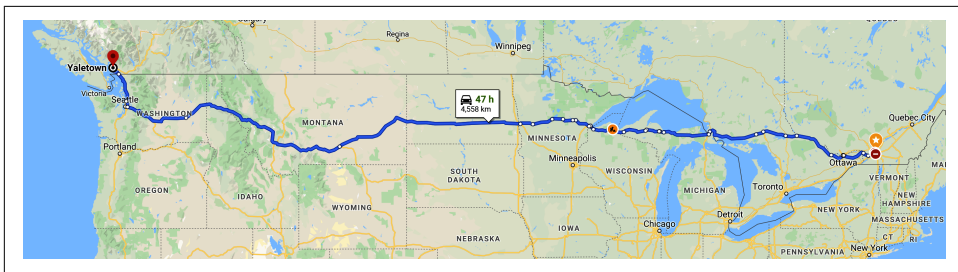 Calgary
QUEBEC
Regina
Winnipeg
Yaletown
Victoria
Seattle
WASHINGTON
47 h
4,558 km
Quebec City
MONTANA
Portland
MINNESOTA
Minneapolis
Ottawa
SOUTH
DAKOTA
WISCONSIN
VERMONT
MICHIGAN
Toronto
OREGON
IDAHO
WYOMING
NEW
HAMPSHIRE
NEW YORK
MASSACHUSETTS
Chicago
Detroit
CT
RI
NEBRASKA
IOWA
PENNSYLVANIA
New York